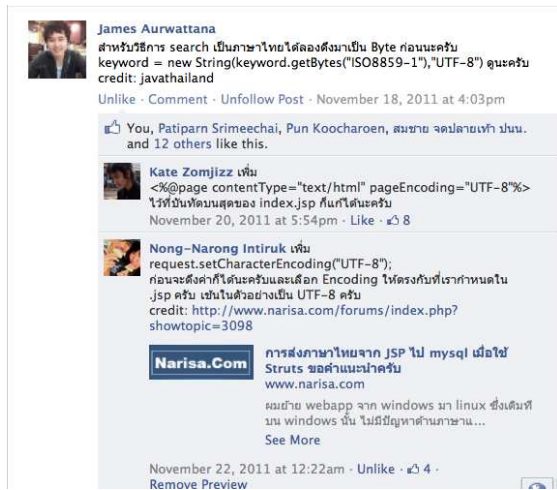 James Aurwattana
สำหรับวิธีการ search เป็นภาษาไทยได้ลองดึงมาเป็น Byte ก่อนนะครับ
keyword = new String(keyword.getBytes("ISO8859-1"),"UTF-8") ดูนะครับ
credit: javathailand
Unlike · Comment · Unfollow Post · November 18, 2011 at 4:03pm
You, Patiparn Srimeechai, Pun Koocharoen, สมชาย จดปลายเท้า ปนน.
and 12 others like this.
Kate Zomjizz เพิ่ม
<%@page contentType="text/html" pageEncoding="UTF-8"%>
ไว้ที่บันทัดบนสุดของ index.jsp ก็แก้ได้นะครับ
November 20, 2011 at 5:54pm · Like · 8
Nong-Narong Intiruk เพิ่ม
request.setCharacterEncoding("UTF-8");
ก่อนจะดึงค่าก็ได้นะครับและเลือก Encoding ให้ตรงกับที่เรากำหนดใน
.jsp ครับ เช่นในตัวอย่างเป็น UTF-8 ครับ
credit: http://www.narisa.com/forums/index.php?
showtopic=3098
Narisa.Com
การส่งภาษาไทยจาก JSP ไป mysql เมื่อใช้
Struts ขอคำแนะนำครับ
www.narisa.com
ผมย้าย webapp จาก windows มา linux ซึ่งเดิมที
บน windows นั้น ไม่มีปัญหาด้านภาษาแ...
See More
November 22, 2011 at 12:22am · Unlike · 4 ·
Remove Preview